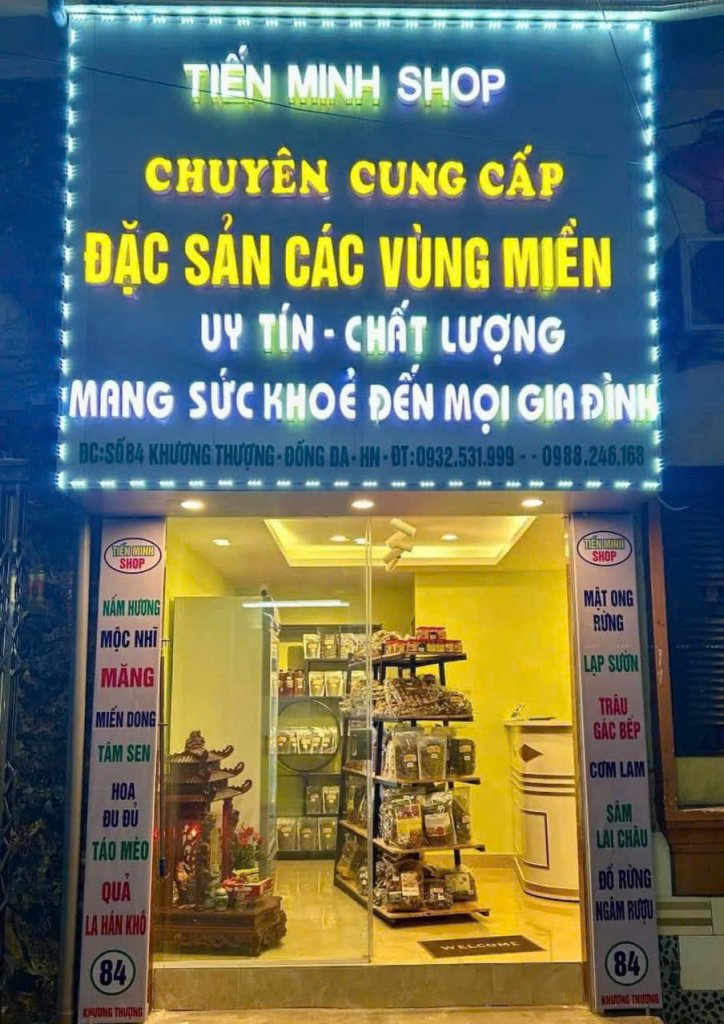 TIẾN MINH SHOP
CHUYÊN CUNG CẤP
ĐẶC SẢN CÁC VÙNG MIỀN
UY TÍN - CHẤT LƯỢNG
MANG SỨC KHOẺ ĐẾN MỌI GIA ĐÌNH
ĐC:SỐ 84 KHƯƠNG THƯỢNG - ĐỐNG ĐA - HN - ĐT:0932.531.999 - - 0988.246.168
TIẾN MINH
SHOP
NẤM HƯƠNG
MỘC NHĨ
MĂNG
MIẾN DONG
TÂM SEN
HOA
ĐU ĐỦ
TÁO MÈO
QUẢ
LA HÁN KHÔ
84
KHƯƠNG THƯỢNG
TIẾN MINH
SHOP
MẬT ONG
RỪNG
LẠP SƯỜN
TRÂU
GÁC BẾP
CƠM LAM
SÂM
LAI CHÂU
ĐỒ RỪNG
NGÂM RƯỢU
84
KHƯƠNG THƯỢNG
WELCOME